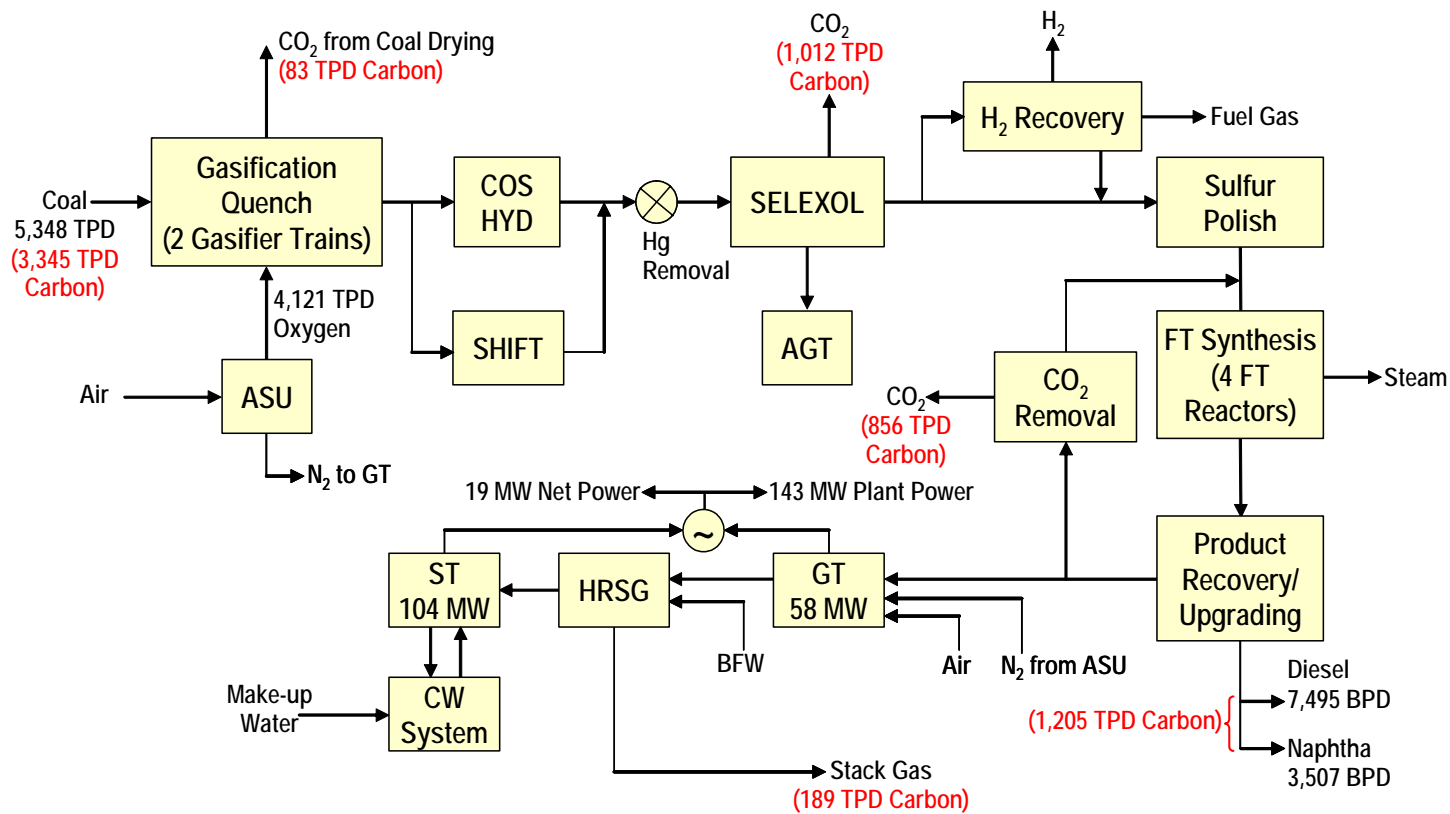 CO₂ from Coal Drying
(83 TPD Carbon)
CO₂
(1,012 TPD
Carbon)
H₂
H₂ Recovery
Fuel Gas
Gasification
Quench
(2 Gasifier Trains)
COS
HYD
SELEXOL
Sulfur
Polish
Coal
5,348 TPD
(3,345 TPD
Carbon)
Hg
Removal
4,121 TPD
Oxygen
SHIFT
AGT
FT Synthesis
(4 FT
Reactors)
Steam
Air
ASU
CO₂
Removal
CO₂
(856 TPD
Carbon)
N₂ to GT
19 MW Net Power
143 MW Plant Power
~
ST
104 MW
HRSG
GT
58 MW
Product
Recovery/
Upgrading
BFW
Air
N₂ from ASU
Make-up
Water
CW
System
Diesel
7,495 BPD
(1,205 TPD Carbon)
Naphtha
3,507 BPD
Stack Gas
(189 TPD Carbon)